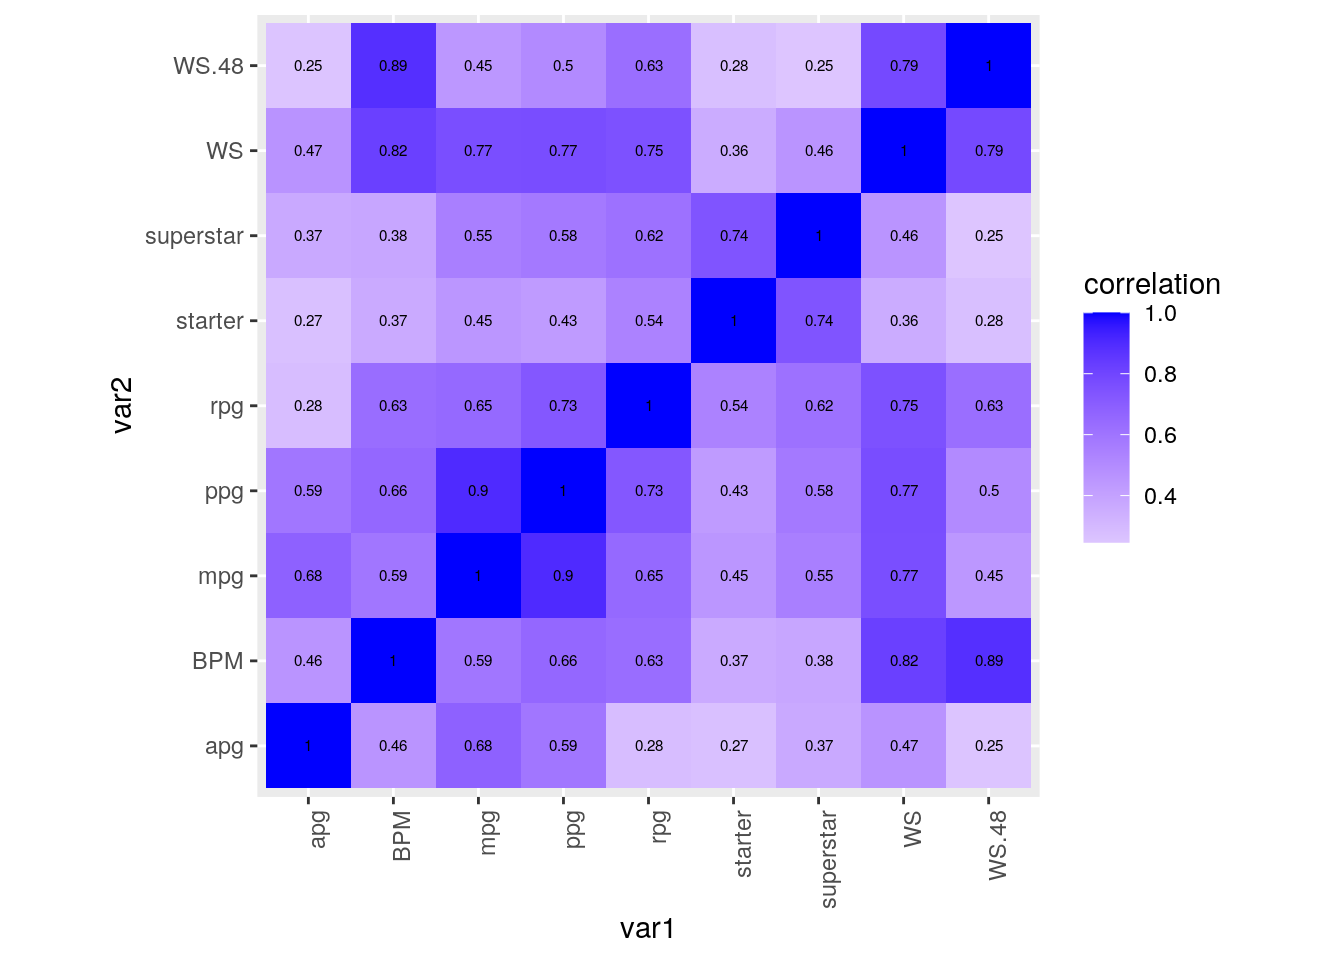 WS.48 0.25 0.89 0.45 0.5 0.63 0.28 0.25 0.79 1
WS 0.47 0.82 0.77 0.77 0.75 0.36 0.46 1 0.79
superstar 0.37 0.38 0.55 0.58 0.62 0.74 1 0.46 0.25
starter 0.27 0.37 0.45 0.43 0.54 1 0.74 0.36 0.28
rpg 0.28 0.63 0.65 0.73 1 0.54 0.62 0.75 0.63
ppg 0.59 0.66 0.9 1 0.73 0.43 0.58 0.77 0.5
mpg 0.68 0.59 1 0.9 0.65 0.45 0.55 0.77 0.45
BPM 0.46 1 0.59 0.66 0.63 0.37 0.38 0.82 0.89
apg 1 0.46 0.68 0.59 0.28 0.27 0.37 0.47 0.25
apg BPM mpg ppg rpg starter superstar WS WS.48
var1
var2
correlation
1.0
0.8
0.6
0.4